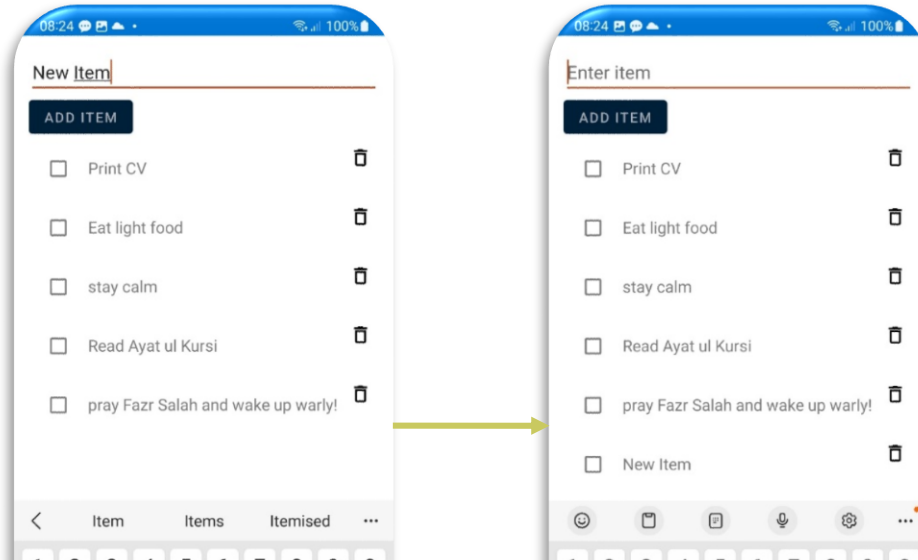 08:24
100%
New Item
ADD ITEM
Print CV
Eat light food
stay calm
Read Ayat ul Kursi
pray Fazr Salah and wake up warly!
Item Items Itemised
08:24
100%
Enter item
ADD ITEM
Print CV
Eat light food
stay calm
Read Ayat ul Kursi
pray Fazr Salah and wake up warly!
New Item